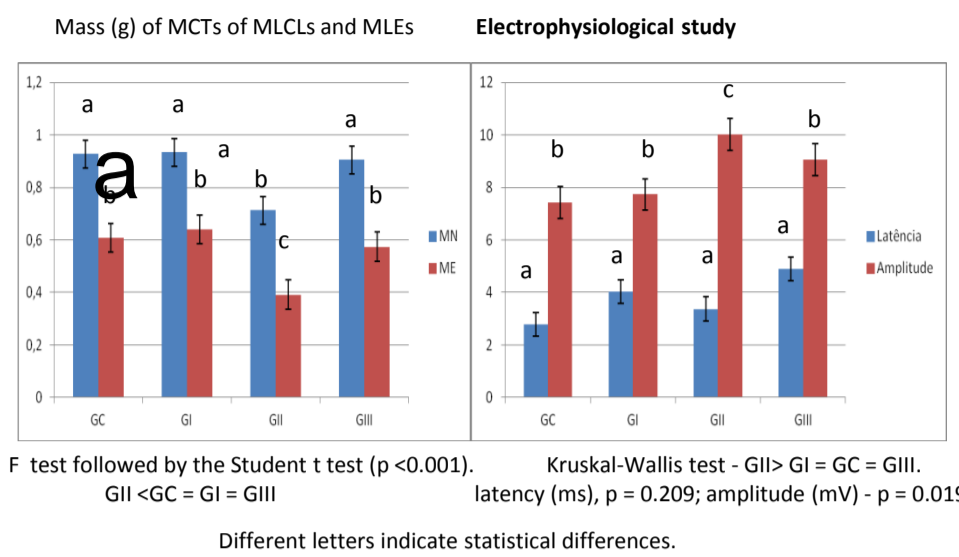 Mass (g) of MCTs of MLCLs and MLEs
Electrophysiological study
1,2
1
0,8
0,6
0,4
0,2
0
a
a
b
a
b
a
b
c
a
b
GC
GI
GII
GIII
MN
ME
12
10
8
6
4
2
0
a
b
a
b
a
c
a
b
GC
GI
GII
GIII
Latência
Amplitude
F test followed by the Student t test (p <0.001).
GII <GC = GI = GIII
Kruskal-Wallis test - GII> GI = GC = GIII.
latency (ms), p = 0.209; amplitude (mV) - p = 0.019
Different letters indicate statistical differences.